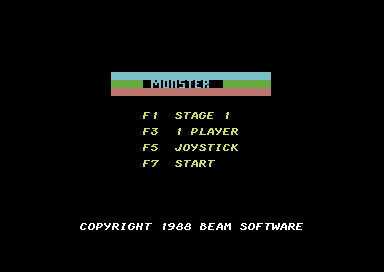 MONSTER
F1 STAGE 1
F3 1 PLAYER
F5 JOYSTICK
F7 START
COPYRIGHT 1988 BEAM SOFTWARE